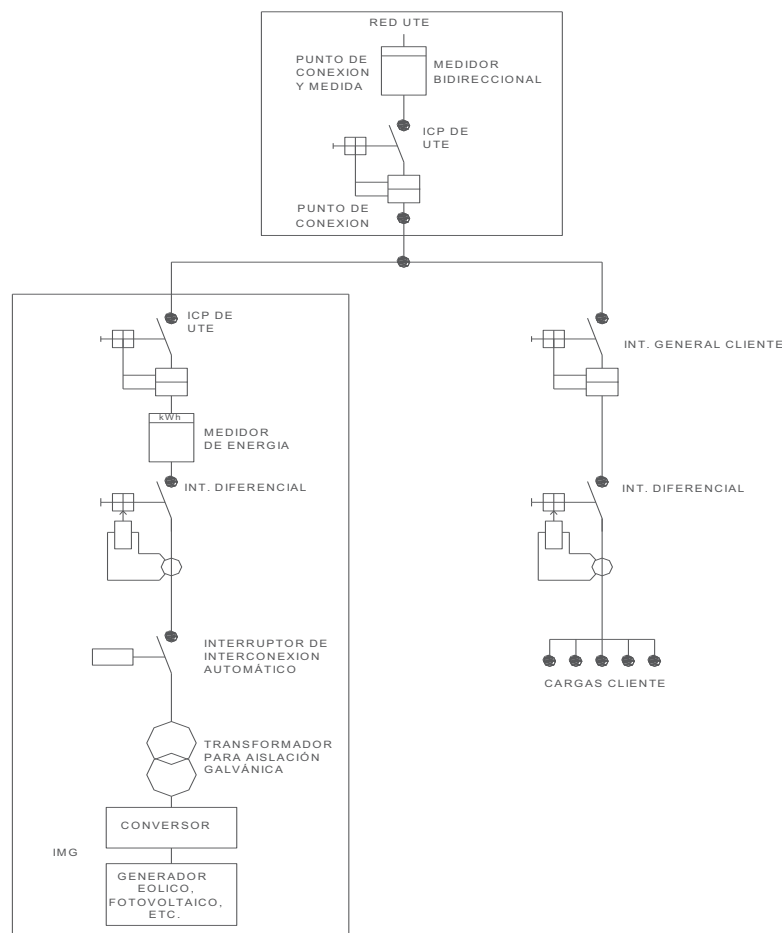 RED UTE
PUNTO DE
CONEXION
Y MEDIDA
MEDIDOR
BIDIRECCIONAL
ICP DE
UTE
PUNTO DE
CONEXION
ICP DE
UTE
INT. GENERAL CLIENTE
kWh
MEDIDOR
DE ENERGIA
INT. DIFERENCIAL
INT. DIFERENCIAL
INTERRUPTOR DE
INTERCONEXION
AUTOMÁTICO
CARGAS CLIENTE
TRANSFORMADOR
PARA AISLACIÓN
GALVÁNICA
CONVERSOR
IMG
GENERADOR
EOLICO,
FOTOVOLTAICO,
ETC.